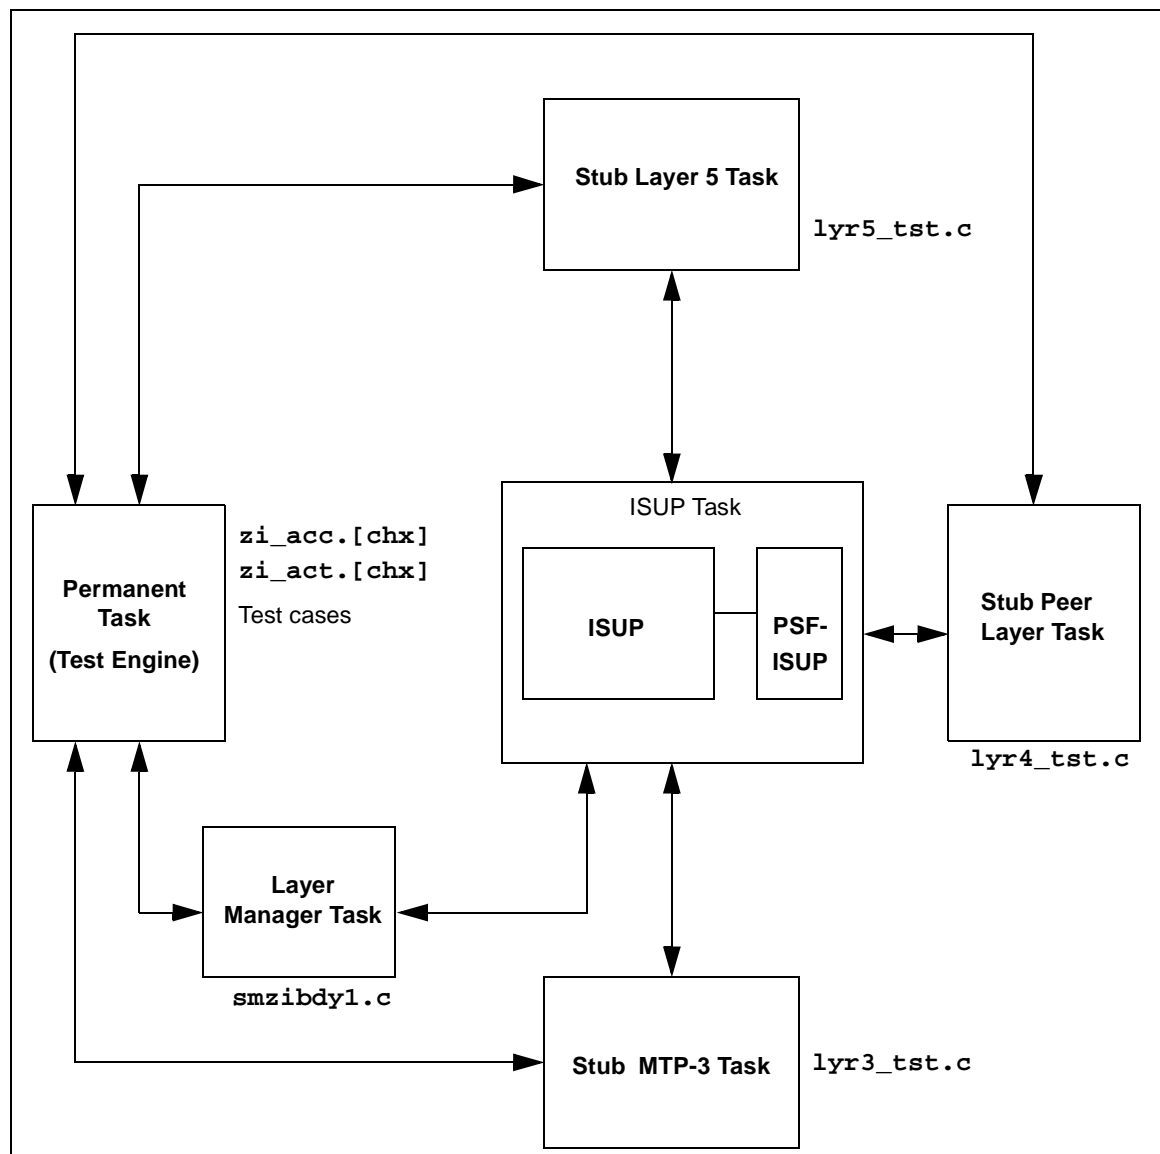 Stub Layer 5 Task
lyr5_tst.c
ISUP Task
zi_acc.[chx]
zi_act.[chx]
Test cases
Permanent
Task
(Test Engine)
ISUP
PSF-
ISUP
Stub Peer
Layer Task
lyr4_tst.c
Layer
Manager Task
smzibdy1.c
Stub MTP-3 Task
lyr3_tst.c